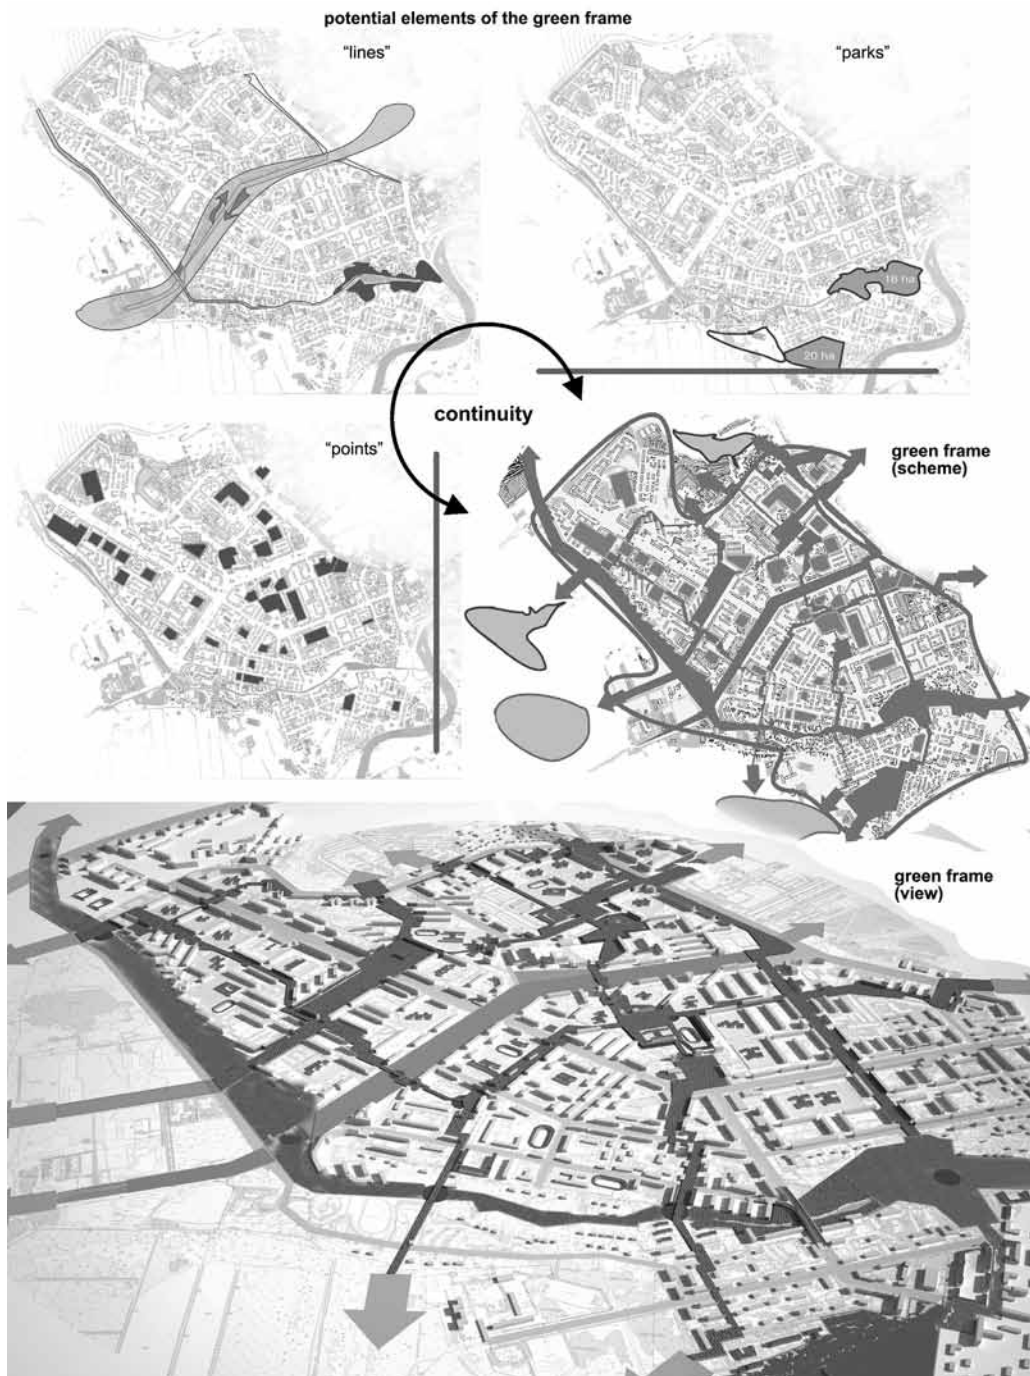 potential elements of the green frame
“lines”
“parks”
16 ha
20 ha
continuity
“points”
green frame
(scheme)
green frame
(view)